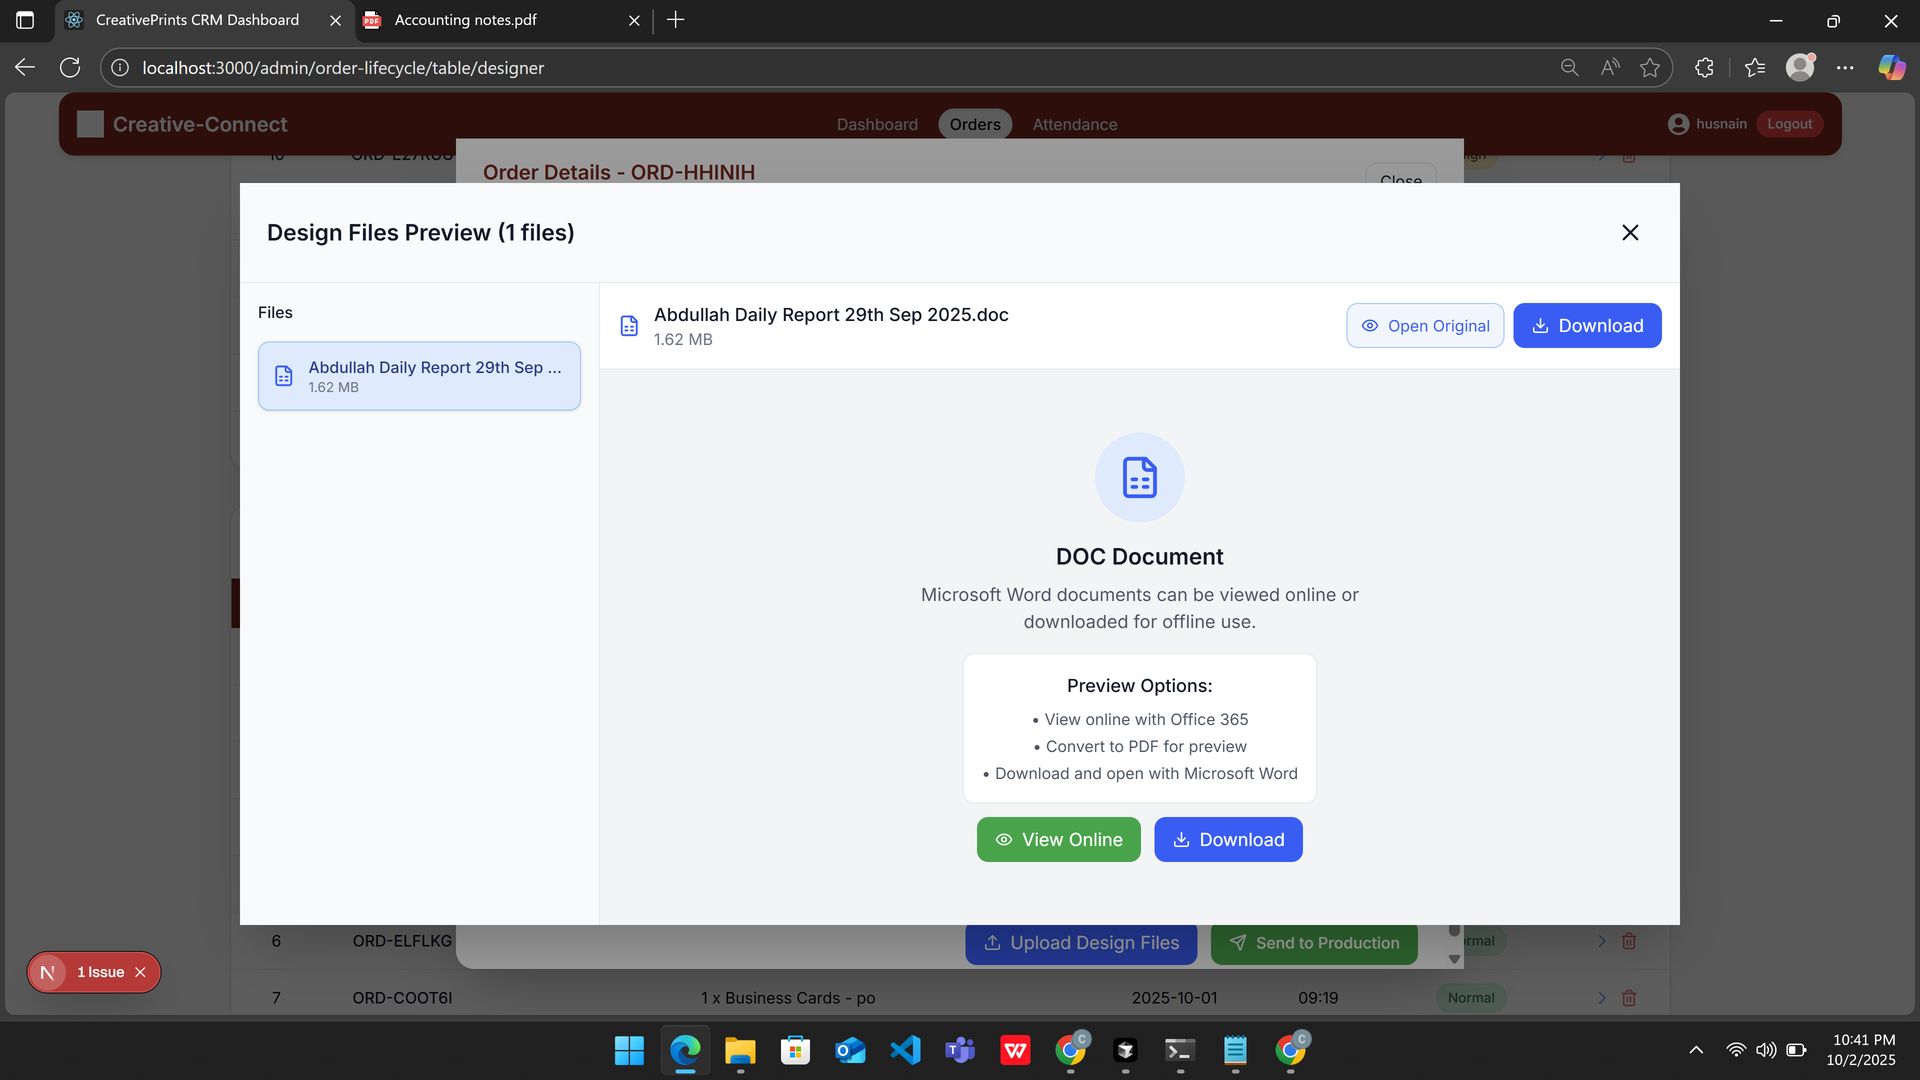 CreativePrints CRM Dashboard
Accounting notes.pdf
localhost:3000/admin/order-lifecycle/table/designer
Creative-Connect
Dashboard
Orders
Attendance
husnain
Logout
Order Details - ORD-HHINIH
Close
Design Files Preview (1 files)
Files
Abdullah Daily Report 29th Sep ...
1.62 MB
Abdullah Daily Report 29th Sep 2025.doc
1.62 MB
Open Original
Download
DOC Document
Microsoft Word documents can be viewed online or
downloaded for offline use.
Preview Options:
• View online with Office 365
• Convert to PDF for preview
• Download and open with Microsoft Word
View Online
Download
6 ORD-ELFLKG
Upload Design Files
Send to Production
7 ORD-COOT6I 1 x Business Cards - po 2025-10-01 09:19 Normal
N 1 Issue
10:41 PM
10/2/2025